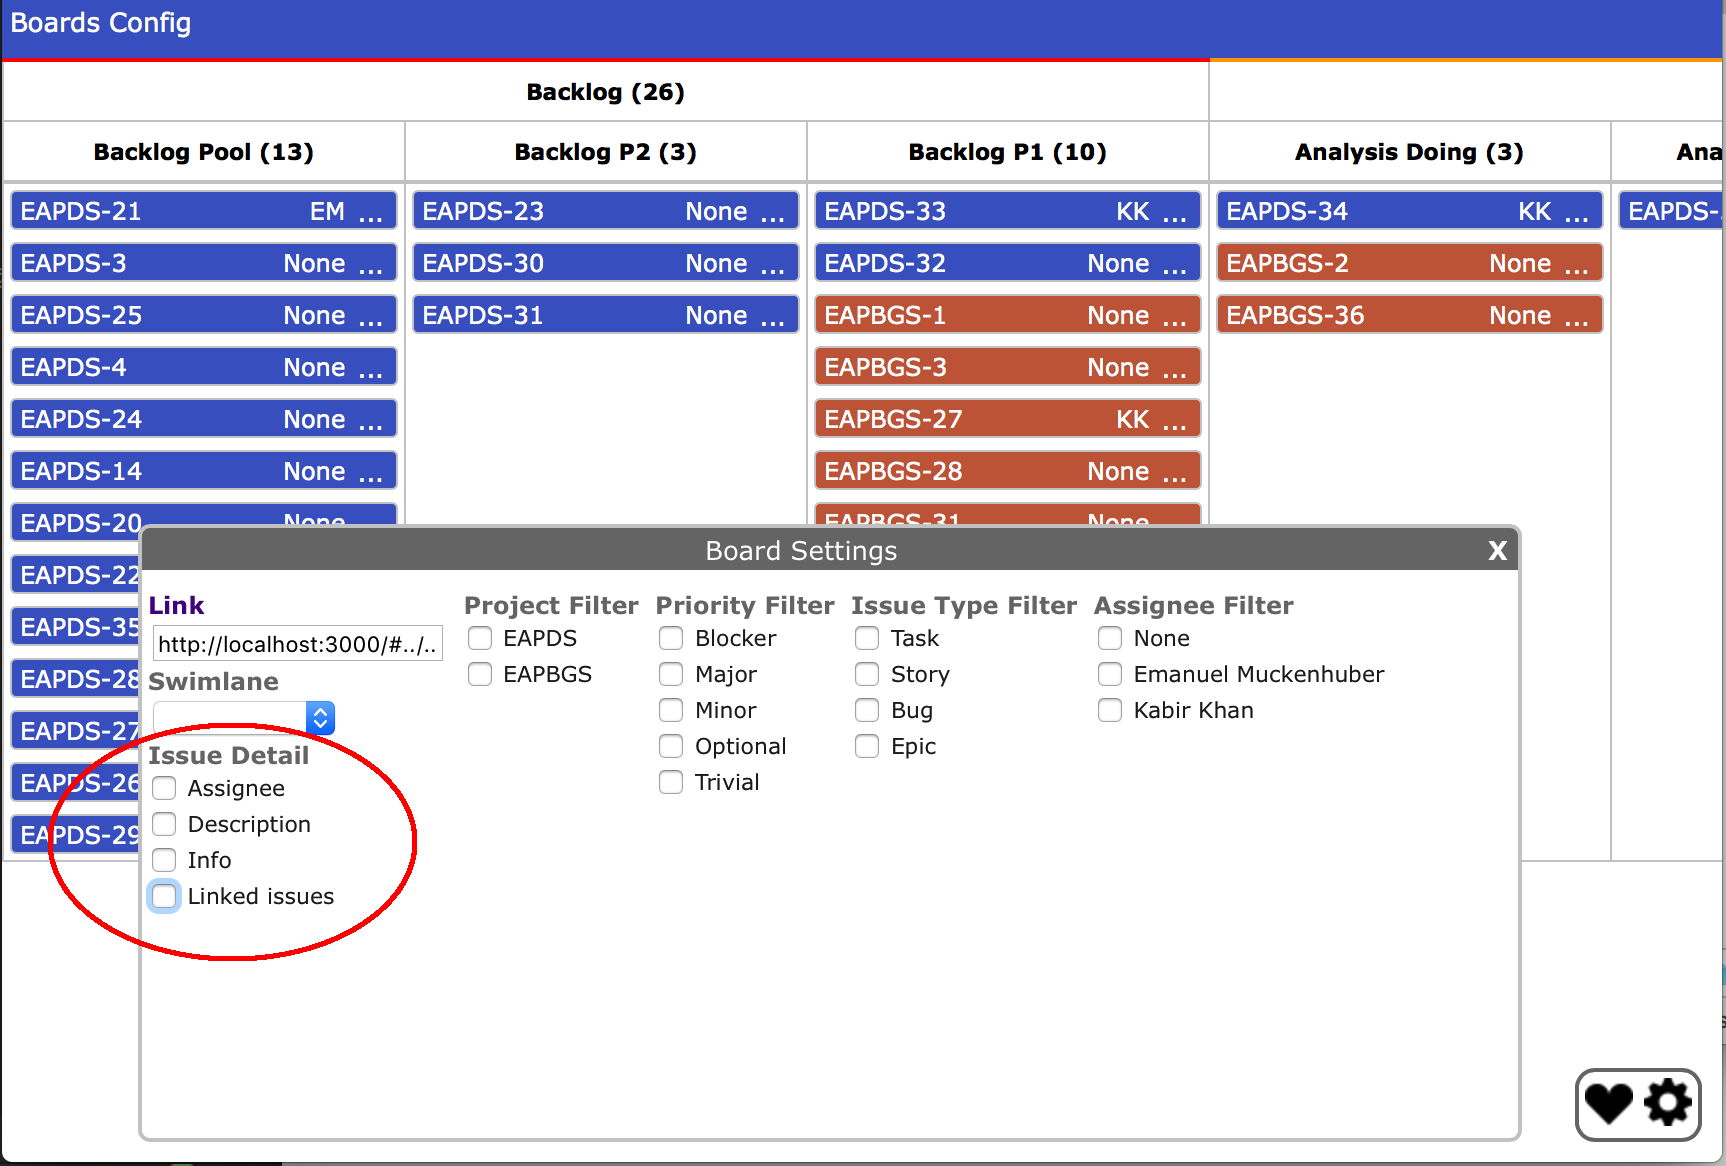 Boards Config
Backlog (26)
Backlog Pool (13) Backlog P2 (3) Backlog P1 (10) Analysis Doing (3) Ana
EAPDS-21 EM ... EAPDS-23 None ... EAPDS-33 KK ... EAPDS-34 KK ... EAPDS-
EAPDS-3 None ... EAPDS-30 None ... EAPDS-32 None ... EAPBGS-2 None ...
EAPDS-25 None ... EAPDS-31 None ... EAPBGS-1 None ... EAPBGS-36 None ...
EAPDS-4 None ... EAPBGS-3 None ...
EAPDS-24 None ... EAPBGS-27 KK ...
EAPDS-14 None ... EAPBGS-28 None ...
EAPDS-20 None EAPBGS-31 None
EAPDS-22
EAPDS-35
EAPDS-28
EAPDS-27
EAPDS-26
EAPDS-29
Board Settings X
Link
http://localhost:3000/#../..
Swimlane
Issue Detail
Assignee
Description
Info
Linked issues
Project Filter
EAPDS
EAPBGS
Priority Filter
Blocker
Major
Minor
Optional
Trivial
Issue Type Filter
Task
Story
Bug
Epic
Assignee Filter
None
Emanuel Muckenhuber
Kabir Khan